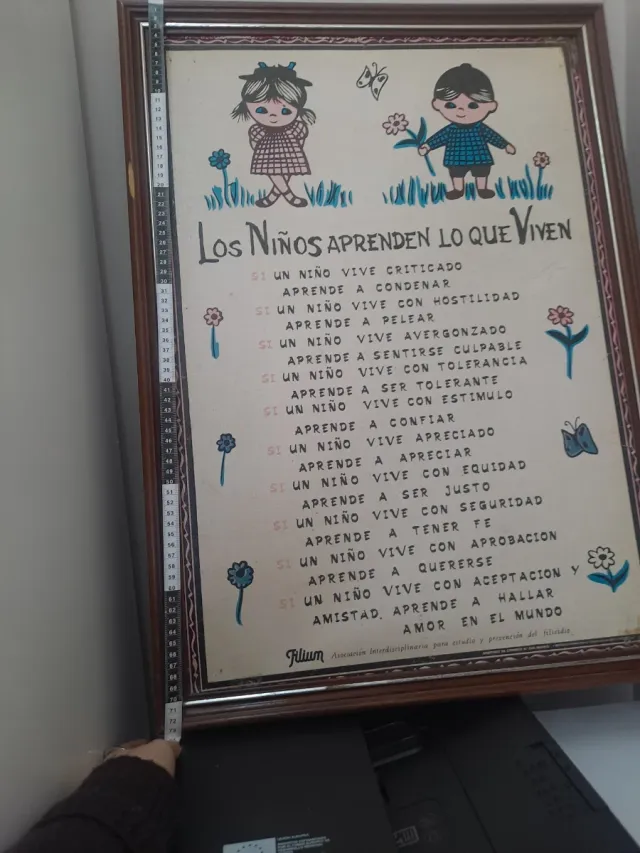 Los Niños aprenden lo que Viven
SI UN NIÑO VIVE CRITICADO
APRENDE A CONDENAR
SI UN NIÑO VIVE CON HOSTILIDAD
APRENDE A PELEAR
SI UN NIÑO VIVE AVERGONZADO
APRENDE A SENTIRSE CULPABLE
SI UN NIÑO VIVE CON TOLERANCIA
APRENDE A SER TOLERANTE
SI UN NIÑO VIVE CON ESTIMULO
APRENDE A CONFIAR
SI UN NIÑO VIVE APRECIADO
APRENDE A APRECIAR
SI UN NIÑO VIVE CON EQUIDAD
APRENDE A SER JUSTO
SI UN NIÑO VIVE CON SEGURIDAD
APRENDE A TENER FE
SI UN NIÑO VIVE CON APROBACION
APRENDE A QUERERSE
SI UN NIÑO VIVE CON ACEPTACION Y
AMISTAD, APRENDE A HALLAR
AMOR EN EL MUNDO
Filium Asociación Interdisciplinaria para estudio y prevención del filicidio